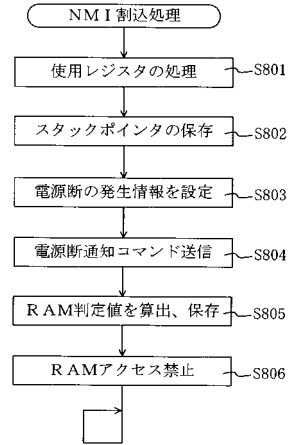 NMI割込処理
使用レジスタの処理
S801
スタックポインタの保存
S802
電源断の発生情報を設定
S803
電源断通知コマンド送信
S804
RAM判定値を算出、保存
S805
RAMアクセス禁止
S806